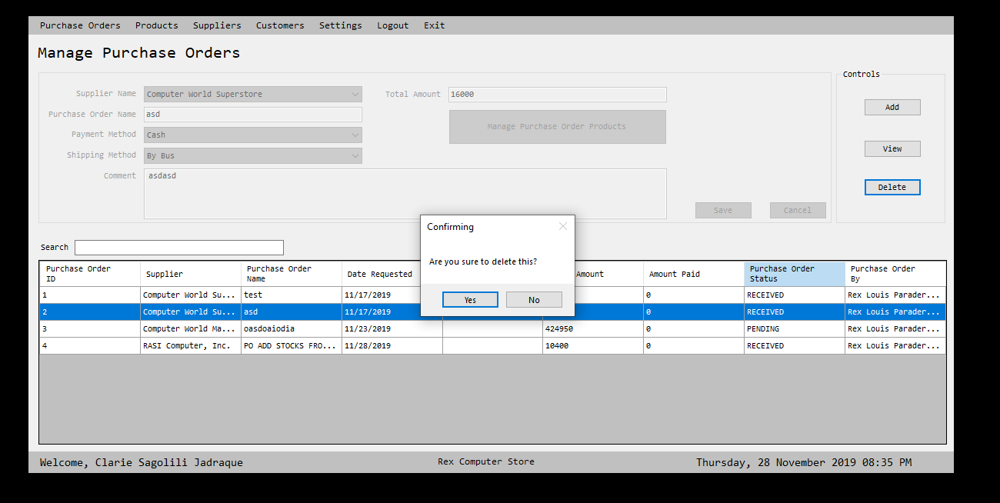 Purchase Orders Products Suppliers Customers Settings Logout Exit
Manage Purchase Orders
Controls
Supplier Name Computer World Superstore Total Amount 16000
Add
Purchase Order Name asd
Manage Purchase Order Products
Payment Method Cash
View
Shipping Method By Bus
Comment asdasd
Delete
Save Cancel
Confirming
Are you sure to delete this?
Yes No
Search
Purchase Order ID Supplier Purchase Order Name Date Requested Amount Amount Paid Purchase Order Status Purchase Order By
1 Computer World Su... test 11/17/2019 0 RECEIVED Rex Louis Parader...
2 Computer World Su... asd 11/17/2019 0 RECEIVED Rex Louis Parader...
3 Computer World Ma... oasdoaiodia 11/23/2019 424950 0 PENDING Rex Louis Parader...
4 RASI Computer, Inc. PO ADD STOCKS FRO... 11/28/2019 10400 0 RECEIVED Rex Louis Parader...
Welcome, Clarie Sagolili Jadraque Rex Computer Store Thursday, 28 November 2019 08:35 PM